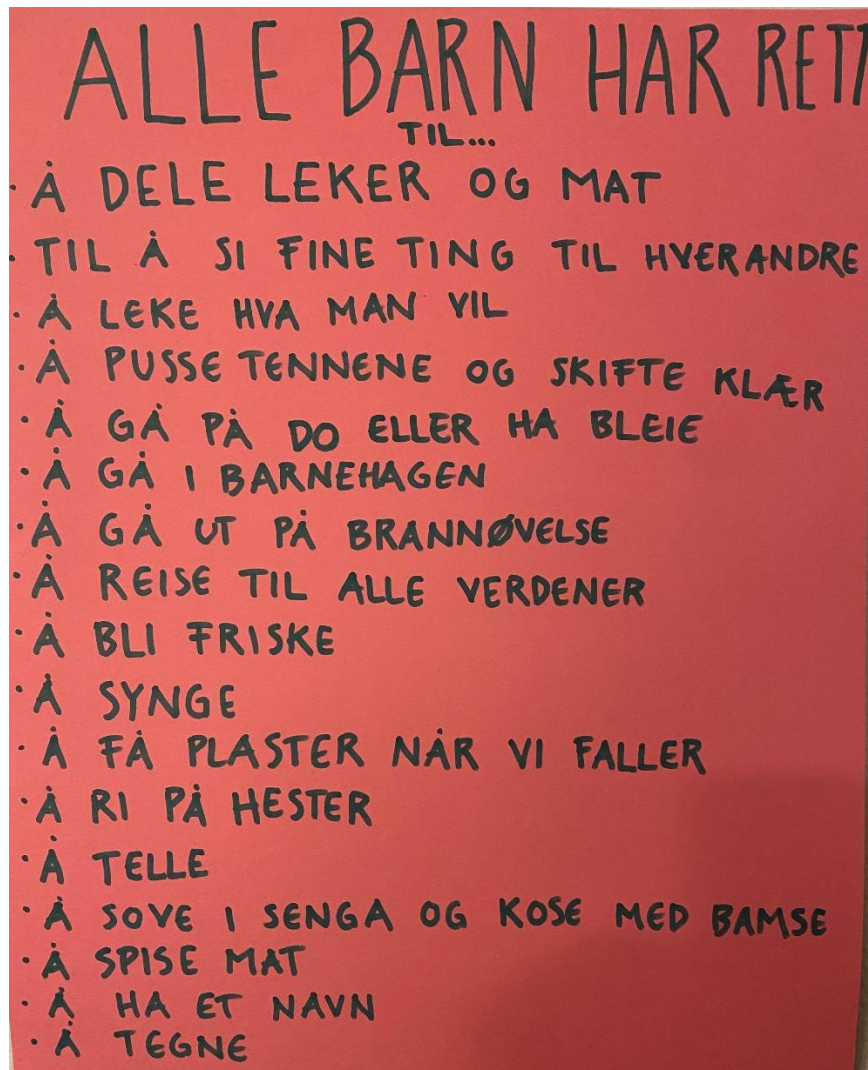 ALLE BARN HAR RETT
TIL...
· Å DELE LEKER OG MAT
· TIL Å SI FINE TING TIL HVERANDRE
· Å LEKE HVA MAN VIL
· Å PUSSE TENNENE OG SKIFTE KLÆR
· Å GÅ PÅ DO ELLER HA BLEIE
· Å GÅ I BARNEHAGEN
· Å GÅ UT PÅ BRANNØVELSE
· Å REISE TIL ALLE VERDENER
· Å BLI FRISKE
· Å SYNGE
· Å FÅ PLASTER NÅR VI FALLER
· Å RI PÅ HESTER
· Å TELLE
· Å SOVE I SENGA OG KOSE MED BAMSE
· Å SPISE MAT
· Å HA ET NAVN
· Å TEGNE